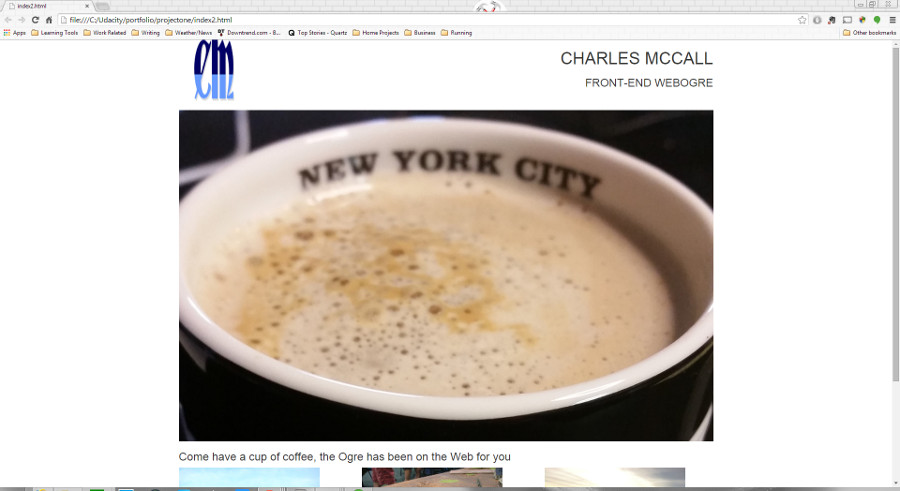 index2.html
file:///C:/Udacity/portfolio/projectone/index2.html
Apps Learning Tools Work Related Writing Weather/News Downtrend.com - B... Top Stories - Quartz Home Projects Business Running Other bookmarks
cm
CHARLES MCCALL
FRONT-END WEBOGRE
NEW YORK CITY
Come have a cup of coffee, the Ogre has been on the Web for you